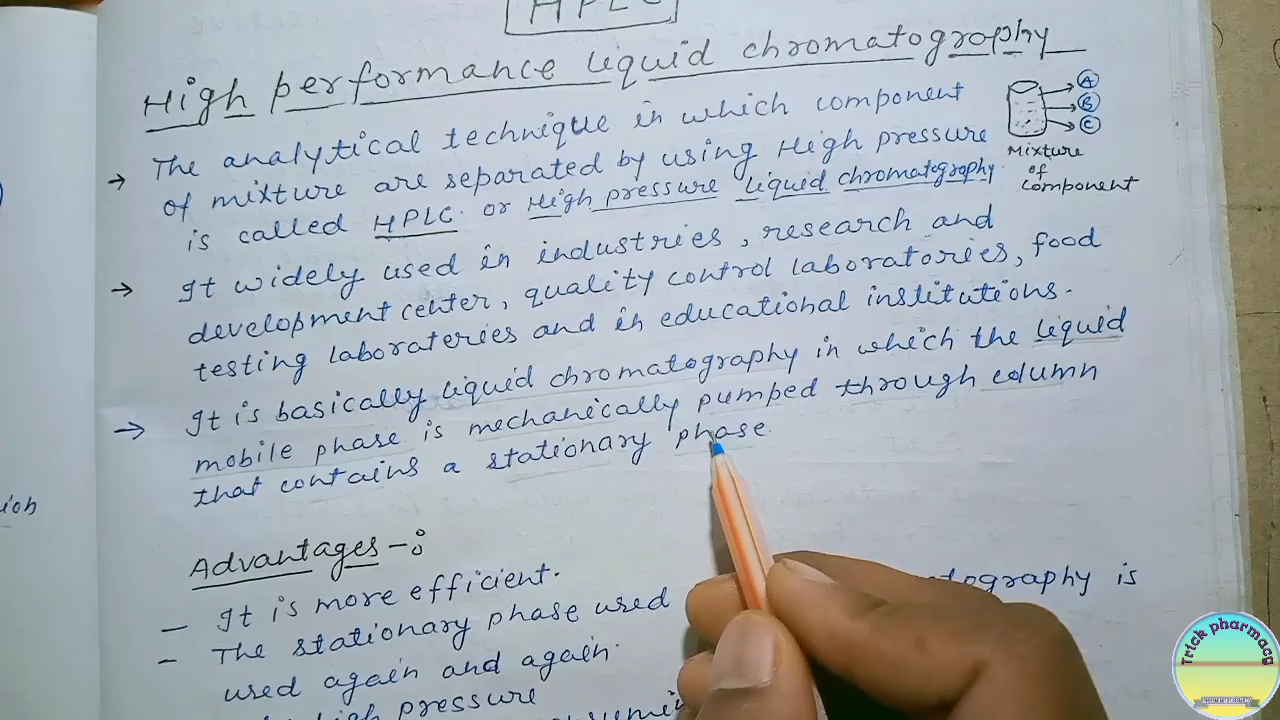 HPLC
High performance liquid chromatography
→ The analytical technique in which component
of mixture are separated by using High pressure
is called HPLC. or High pressure liquid chromatography.
A
B
C
Mixture
of
component
→ It widely used in industries, research and
development center, quality control laboratories, food
testing laborateries and in educational institutions.
→ It is basically liquid chromatography in which the liquid
mobile phase is mechanically pumped through column
that contains a stationary phase.
Advantages -:
- It is more efficient.
- The stationary phase used tography is
used again and again.
high pressure
Trick pharmacy